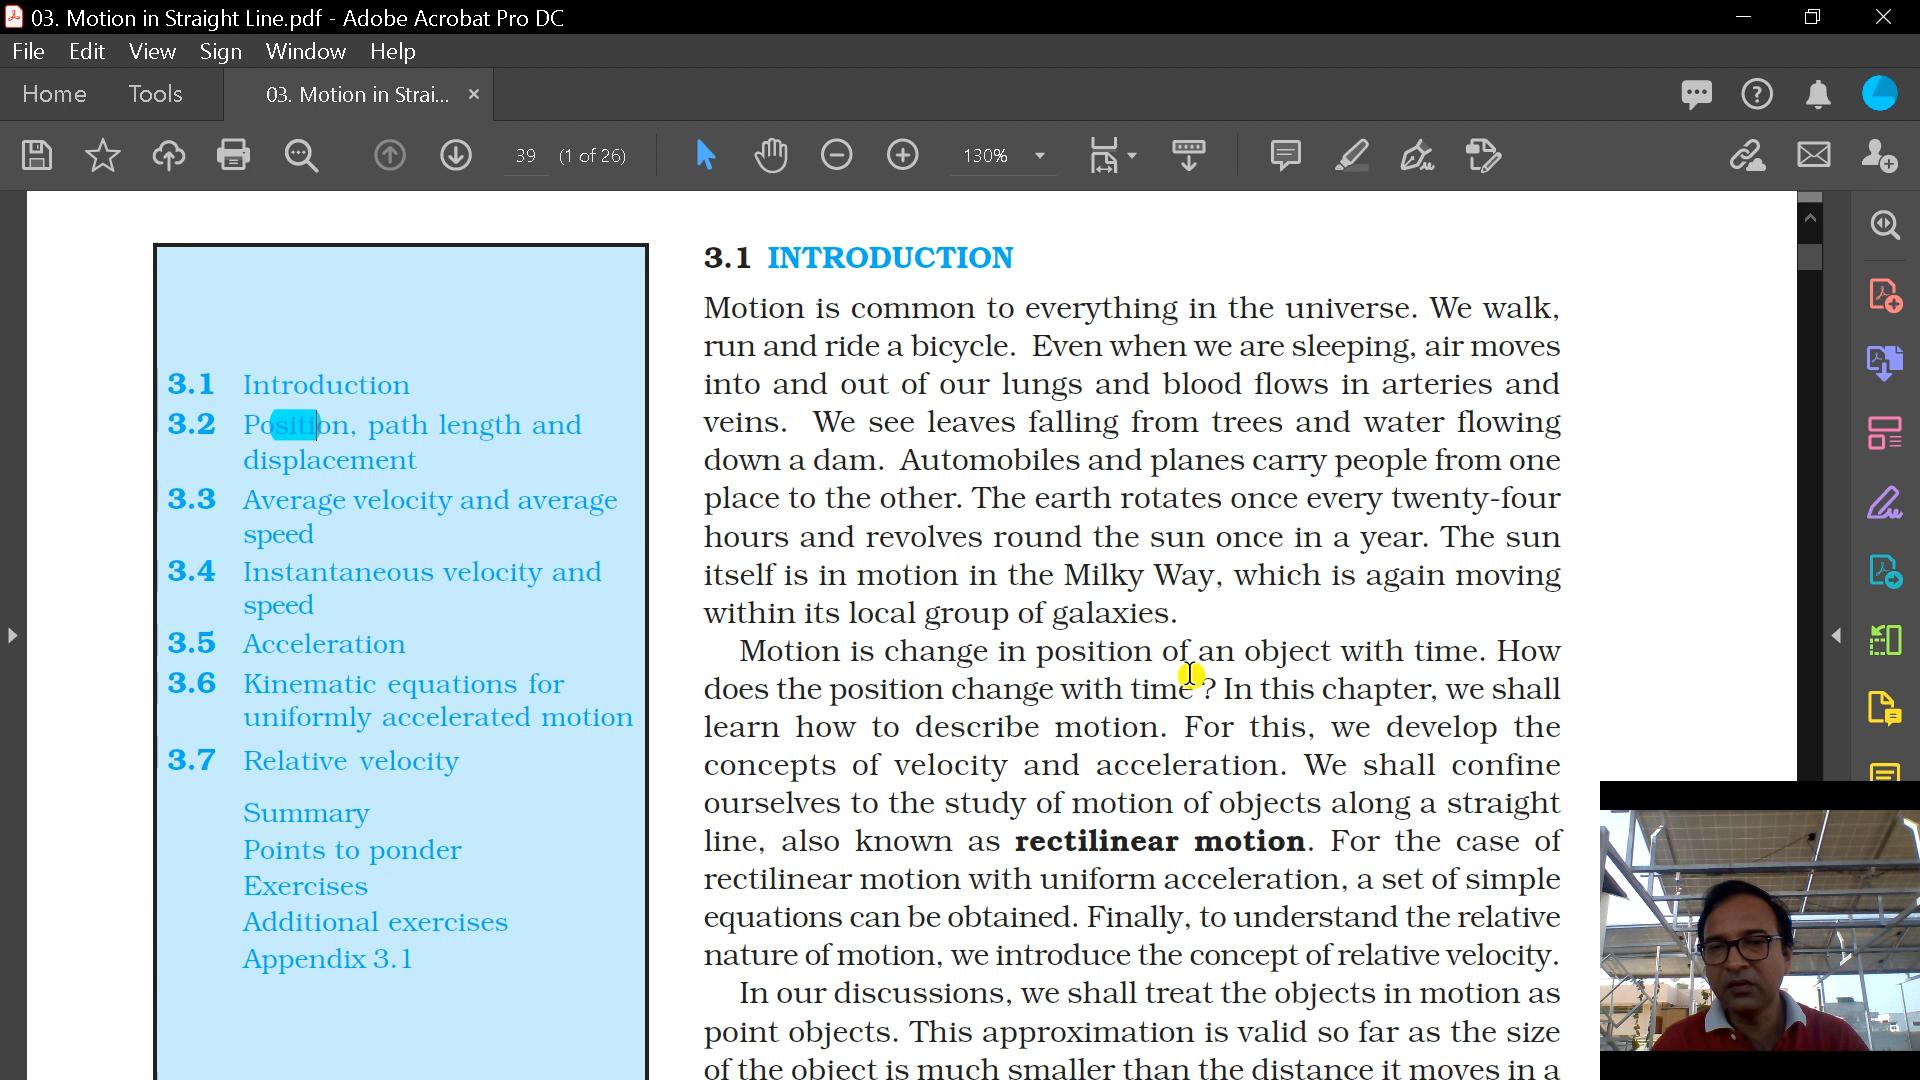 03. Motion in Straight Line.pdf - Adobe Acrobat Pro DC
File Edit View Sign Window Help
Home Tools 03. Motion in Strai... ×
39 (1 of 26) 130%
3.1 Introduction
3.2 Position, path length and
displacement
3.3 Average velocity and average
speed
3.4 Instantaneous velocity and
speed
3.5 Acceleration
3.6 Kinematic equations for
uniformly accelerated motion
3.7 Relative velocity
Summary
Points to ponder
Exercises
Additional exercises
Appendix 3.1
3.1 INTRODUCTION
Motion is common to everything in the universe. We walk,
run and ride a bicycle. Even when we are sleeping, air moves
into and out of our lungs and blood flows in arteries and
veins. We see leaves falling from trees and water flowing
down a dam. Automobiles and planes carry people from one
place to the other. The earth rotates once every twenty-four
hours and revolves round the sun once in a year. The sun
itself is in motion in the Milky Way, which is again moving
within its local group of galaxies.
Motion is change in position of an object with time. How
does the position change with time ? In this chapter, we shall
learn how to describe motion. For this, we develop the
concepts of velocity and acceleration. We shall confine
ourselves to the study of motion of objects along a straight
line, also known as rectilinear motion. For the case of
rectilinear motion with uniform acceleration, a set of simple
equations can be obtained. Finally, to understand the relative
nature of motion, we introduce the concept of relative velocity.
In our discussions, we shall treat the objects in motion as
point objects. This approximation is valid so far as the size
of the object is much smaller than the distance it moves in a